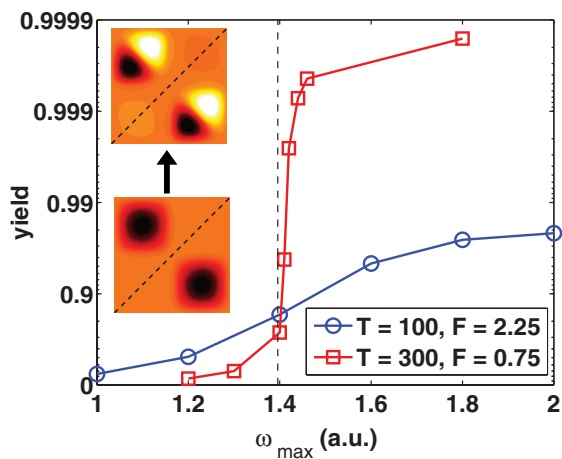 0.9999
0.999
0.99
0.9
0
yield
1 1.2 1.4 1.6 1.8 2
ω_max (a.u.)
T = 100, F = 2.25
T = 300, F = 0.75